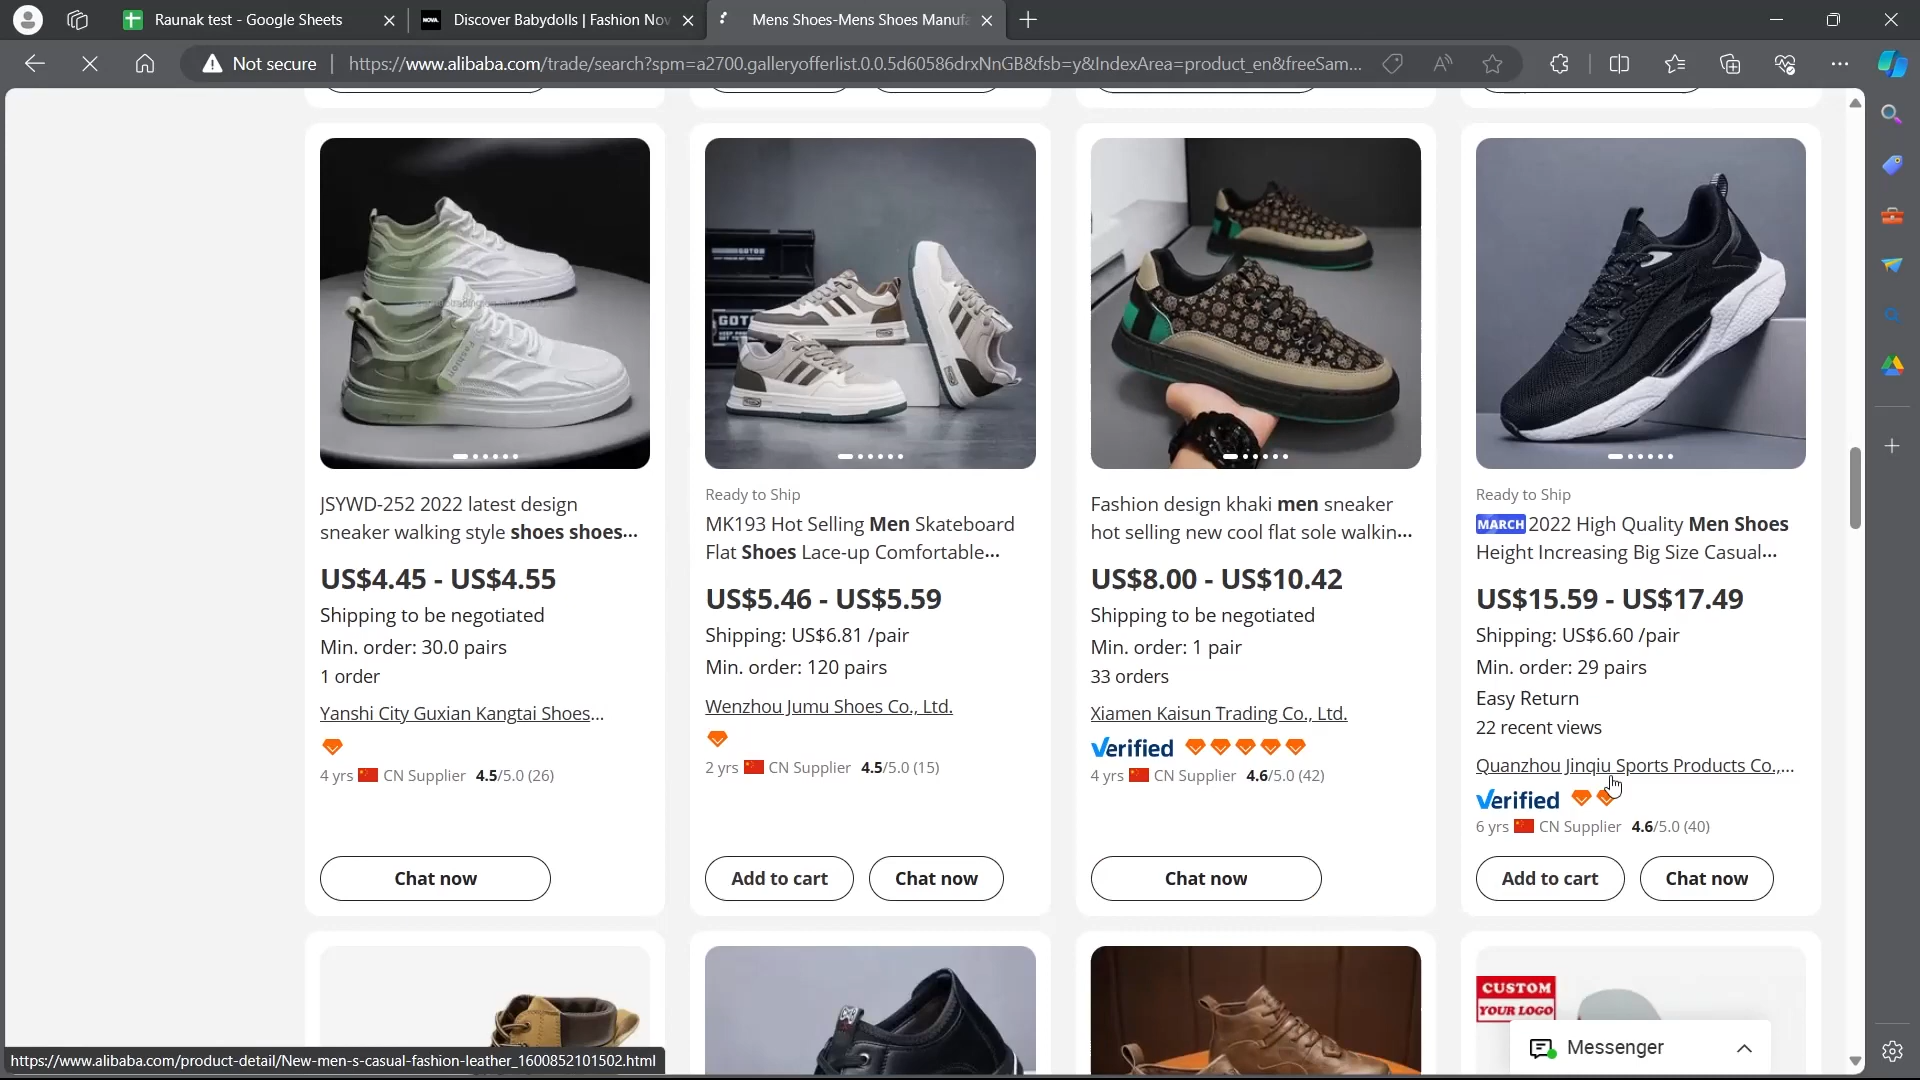 Raunak test - Google Sheets
NOVA
Discover Babydolls | Fashion Nov
Mens Shoes-Mens Shoes Manufa
Not secure
https://www.alibaba.com/trade/search?spm=a2700.galleryofferlist.0.0.5d60586drxNnGB&fsb=y&IndexArea=product_en&freeSam...
Fashion
GOTON
GOT
JSYWD-252 2022 latest design
sneaker walking style shoes shoes...
US$4.45 - US$4.55
Shipping to be negotiated
Min. order: 30.0 pairs
1 order
Yanshi City Guxian Kangtai Shoes...
4 yrs CN Supplier 4.5/5.0 (26)
Chat now
Ready to Ship
MK193 Hot Selling Men Skateboard
Flat Shoes Lace-up Comfortable...
US$5.46 - US$5.59
Shipping: US$6.81 /pair
Min. order: 120 pairs
Wenzhou Jumu Shoes Co., Ltd.
2 yrs CN Supplier 4.5/5.0 (15)
Add to cart
Chat now
Fashion design khaki men sneaker
hot selling new cool flat sole walkin...
US$8.00 - US$10.42
Shipping to be negotiated
Min. order: 1 pair
33 orders
Xiamen Kaisun Trading Co., Ltd.
Verified
4 yrs CN Supplier 4.6/5.0 (42)
Chat now
Ready to Ship
MARCH 2022 High Quality Men Shoes
Height Increasing Big Size Casual...
US$15.59 - US$17.49
Shipping: US$6.60 /pair
Min. order: 29 pairs
Easy Return
22 recent views
Quanzhou Jinqiu Sports Products Co.,...
Verified
6 yrs CN Supplier 4.6/5.0 (40)
Add to cart
Chat now
CUSTOM
YOUR LOGO
Messenger
https://www.alibaba.com/product-detail/New-men-s-casual-fashion-leather_1600852101502.html